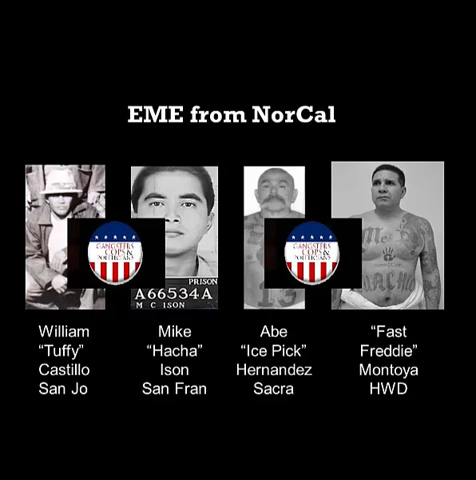 EME from NorCal
GANGSTERS
COPS &
POLITICIANS
GANGSTERS
COPS &
POLITICIANS
PRISON
A66534A
M C ISON
13
William
"Tuffy"
Castillo
San Jo
Mike
"Hacha"
Ison
San Fran
Abe
"Ice Pick"
Hernandez
Sacra
"Fast
Freddie"
Montoya
HWD